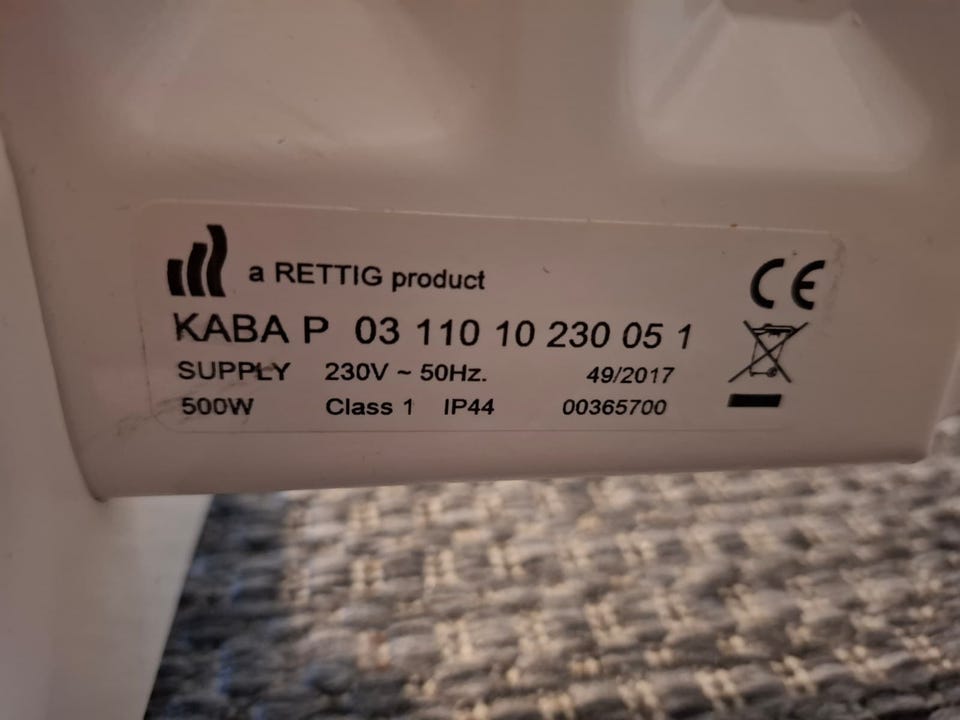 a RETTIG product
CE
KABA P 03 110 10 230 05 1
SUPPLY 230V ~ 50Hz. 49/2017
500W Class 1 IP44 00365700